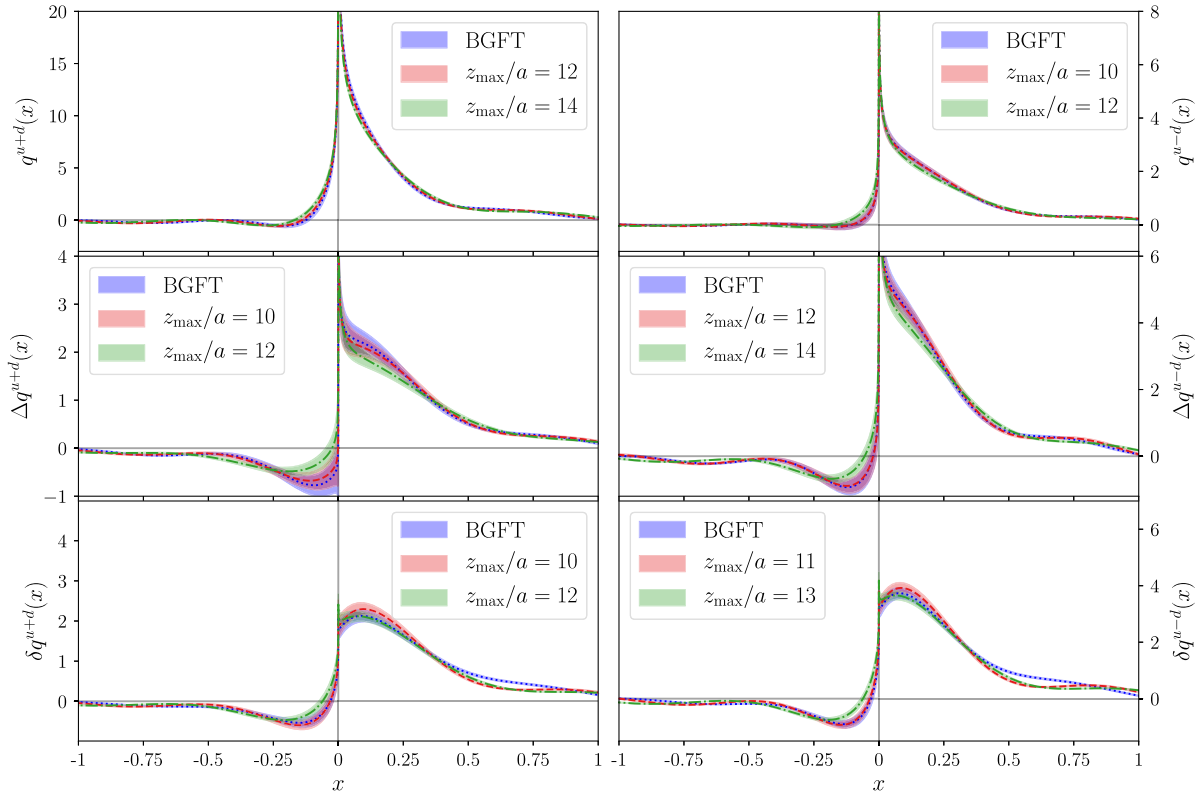 20
15
10
5
0
q^{u+d}(x)
BGFT
z_max/a = 12
z_max/a = 14
BGFT
z_max/a = 10
z_max/a = 12
8
6
4
2
0
q^{u−d}(x)
4
3
2
1
0
−1
Δq^{u+d}(x)
BGFT
z_max/a = 10
z_max/a = 12
BGFT
z_max/a = 12
z_max/a = 14
6
4
2
0
Δq^{u−d}(x)
4
3
2
1
0
δq^{u+d}(x)
BGFT
z_max/a = 10
z_max/a = 12
BGFT
z_max/a = 11
z_max/a = 13
6
4
2
0
δq^{u−d}(x)
-1 -0.75 -0.5 -0.25 0 0.25 0.5 0.75 1
-1 -0.75 -0.5 -0.25 0 0.25 0.5 0.75 1
x
x